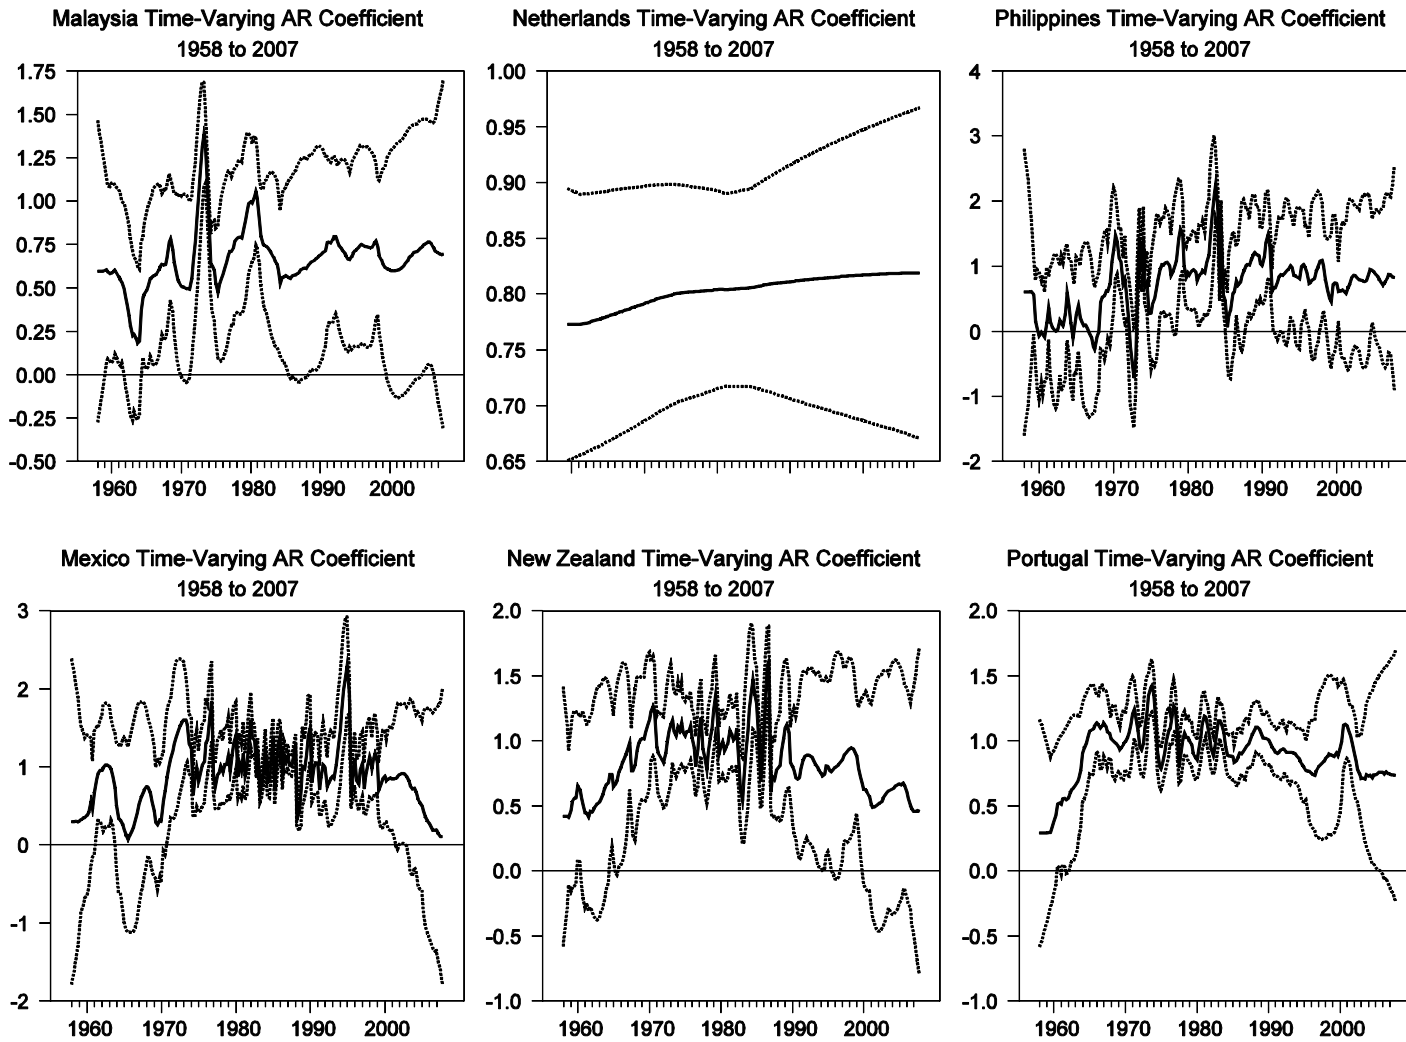 Malaysia Time-Varying AR Coefficient
1958 to 2007
1.75
1.50
1.25
1.00
0.75
0.50
0.25
0.00
-0.25
-0.50
1960 1970 1980 1990 2000
Netherlands Time-Varying AR Coefficient
1958 to 2007
1.00
0.95
0.90
0.85
0.80
0.75
0.70
0.65
Philippines Time-Varying AR Coefficient
1958 to 2007
4
3
2
1
0
-1
-2
1960 1970 1980 1990 2000
Mexico Time-Varying AR Coefficient
1958 to 2007
3
2
1
0
-1
-2
1960 1970 1980 1990 2000
New Zealand Time-Varying AR Coefficient
1958 to 2007
2.0
1.5
1.0
0.5
0.0
-0.5
-1.0
1960 1970 1980 1990 2000
Portugal Time-Varying AR Coefficient
1958 to 2007
2.0
1.5
1.0
0.5
0.0
-0.5
-1.0
1960 1970 1980 1990 2000